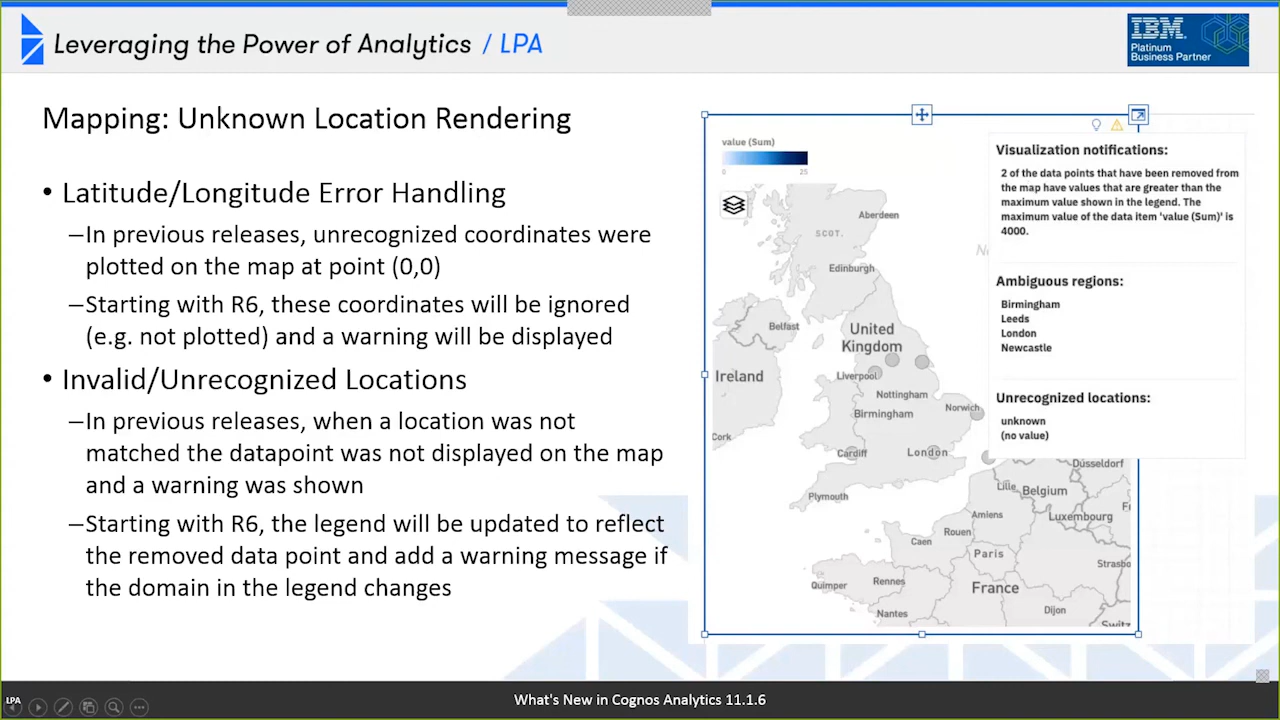 Leveraging the Power of Analytics / LPA
IBM
Platinum
Business Partner
Mapping: Unknown Location Rendering
• Latitude/Longitude Error Handling
–In previous releases, unrecognized coordinates were
plotted on the map at point (0,0)
–Starting with R6, these coordinates will be ignored
(e.g. not plotted) and a warning will be displayed
• Invalid/Unrecognized Locations
–In previous releases, when a location was not
matched the datapoint was not displayed on the map
and a warning was shown
–Starting with R6, the legend will be updated to reflect
the removed data point and add a warning message if
the domain in the legend changes
value (Sum)
0 25
Visualization notifications:
2 of the data points that have been removed from
the map have values that are greater than the
maximum value shown in the legend. The
maximum value of the data item 'value (Sum)' is
4000.
Ambiguous regions:
Birmingham
Leeds
London
Newcastle
Unrecognized locations:
unknown
(no value)
Aberdeen
SCOT.
Edinburgh
Belfast
United
Kingdom
Ireland
Liverpool
Nottingham
Birmingham
Norwich
Cork
Cardiff
London
Plymouth
Düsseldorf
Lille
Belgium
Amiens
Luxembourg
Rouen
Caen
Paris
Strasbo
Quimper
Rennes
France
Nantes
Dijon
Switz
LPA
What's New in Cognos Analytics 11.1.6